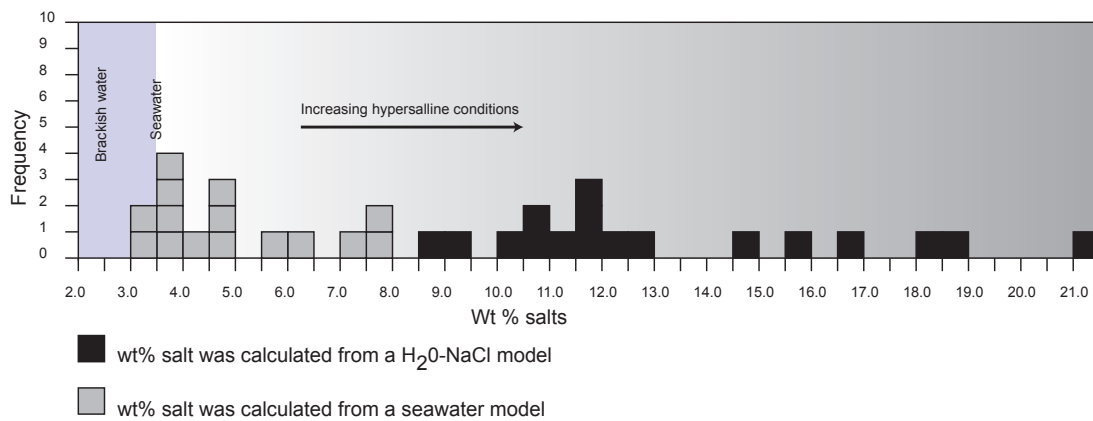 10
9
8
6
5
4
3
2
1
0
Frequency
Brackish water
Seawater
Increasing hypersalline conditions
2.0 3.0 4.0 5.0 6.0 7.0 8.0 9.0 10.0 11.0 12.0 13.0 14.0 15.0 16.0 17.0 18.0 19.0 20.0 21.0
Wt % salts
wt% salt was calculated from a H20-NaCl model
wt% salt was calculated from a seawater model